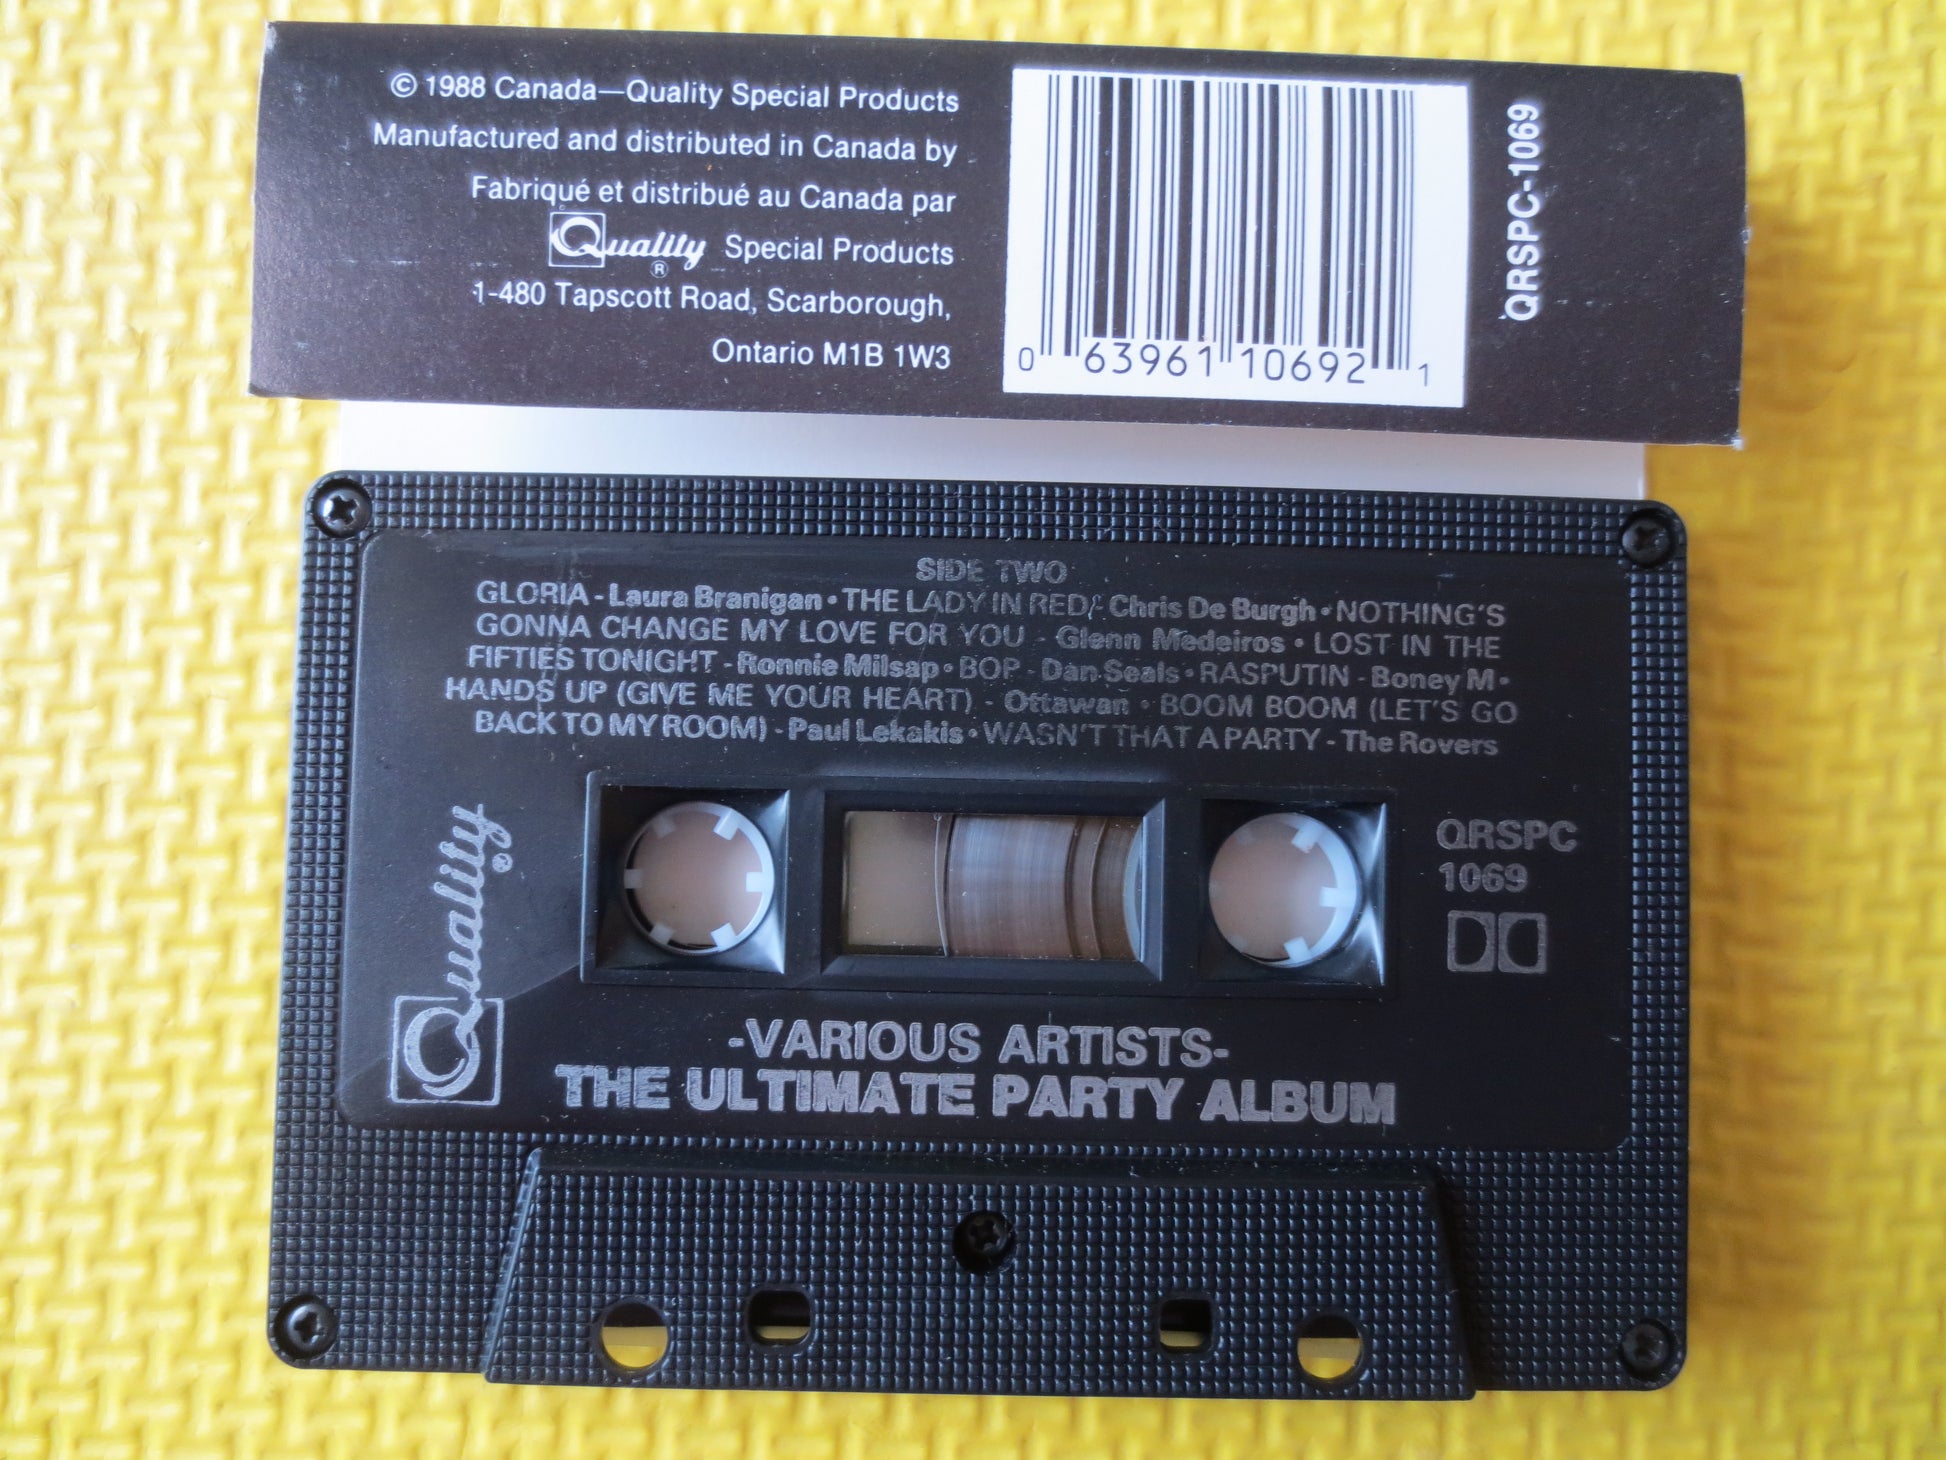 © 1988 Canada—Quality Special Products
Manufactured and distributed in Canada by
Fabriqué et distribué au Canada par
Quality ® Special Products
1-480 Tapscott Road, Scarborough,
Ontario M1B 1W3
0 63961 10692 1
QRSPC-1069
SIDE TWO
GLORIA - Laura Branigan • THE LADY IN RED - Chris De Burgh • NOTHING'S
GONNA CHANGE MY LOVE FOR YOU - Glenn Medeiros • LOST IN THE
FIFTIES TONIGHT - Ronnie Milsap • BOP - Dan Seals • RASPUTIN - Boney M •
HANDS UP (GIVE ME YOUR HEART) - Ottawan • BOOM BOOM (LET'S GO
BACK TO MY ROOM) - Paul Lekakis • WASN'T THAT A PARTY - The Rovers
Quality
QRSPC
1069
-VARIOUS ARTISTS-
THE ULTIMATE PARTY ALBUM